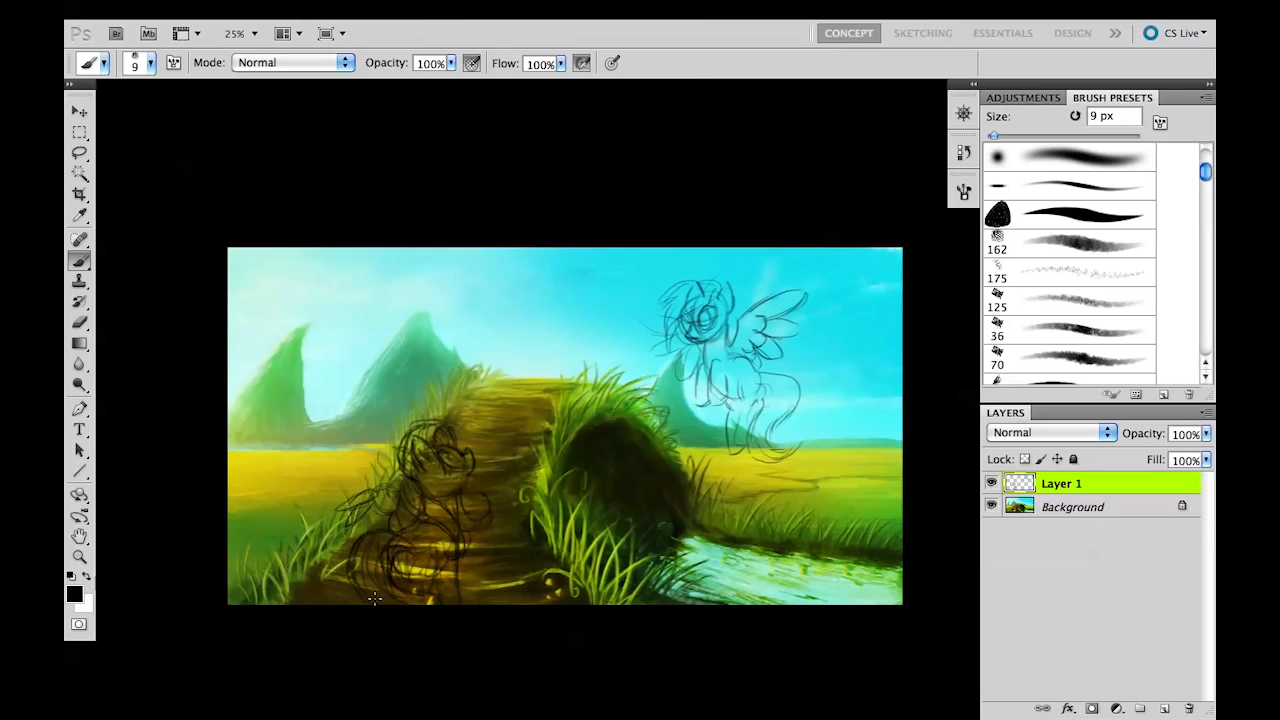 Ps Br Mb 25% CONCEPT SKETCHING ESSENTIALS DESIGN >> CS Live
9 Mode: Normal Opacity: 100% Flow: 100%
ADJUSTMENTS BRUSH PRESETS
Size: 9 px
162
175
125
36
70
LAYERS
Normal Opacity: 100%
Lock: Fill: 100%
Layer 1
Background
T
fx